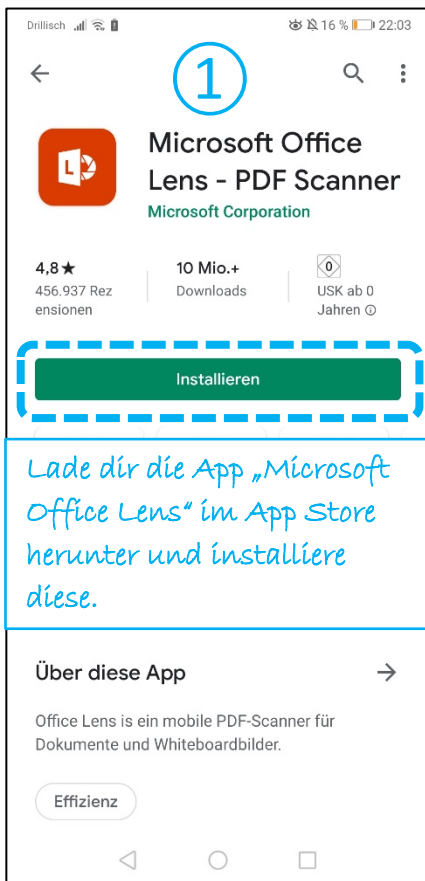 Drillisch 16 % 22:03
1
Microsoft Office
Lens - PDF Scanner
Microsoft Corporation
4,8★ 10 Mio.+ 0
456.937 Rez Downloads USK ab 0
ensionen Jahren
Installieren
Lade dir die App „Microsoft
Office Lens“ im App Store
herunter und installiere
diese.
Über diese App
Office Lens is ein mobile PDF-Scanner für
Dokumente und Whiteboardbilder.
Effizienz